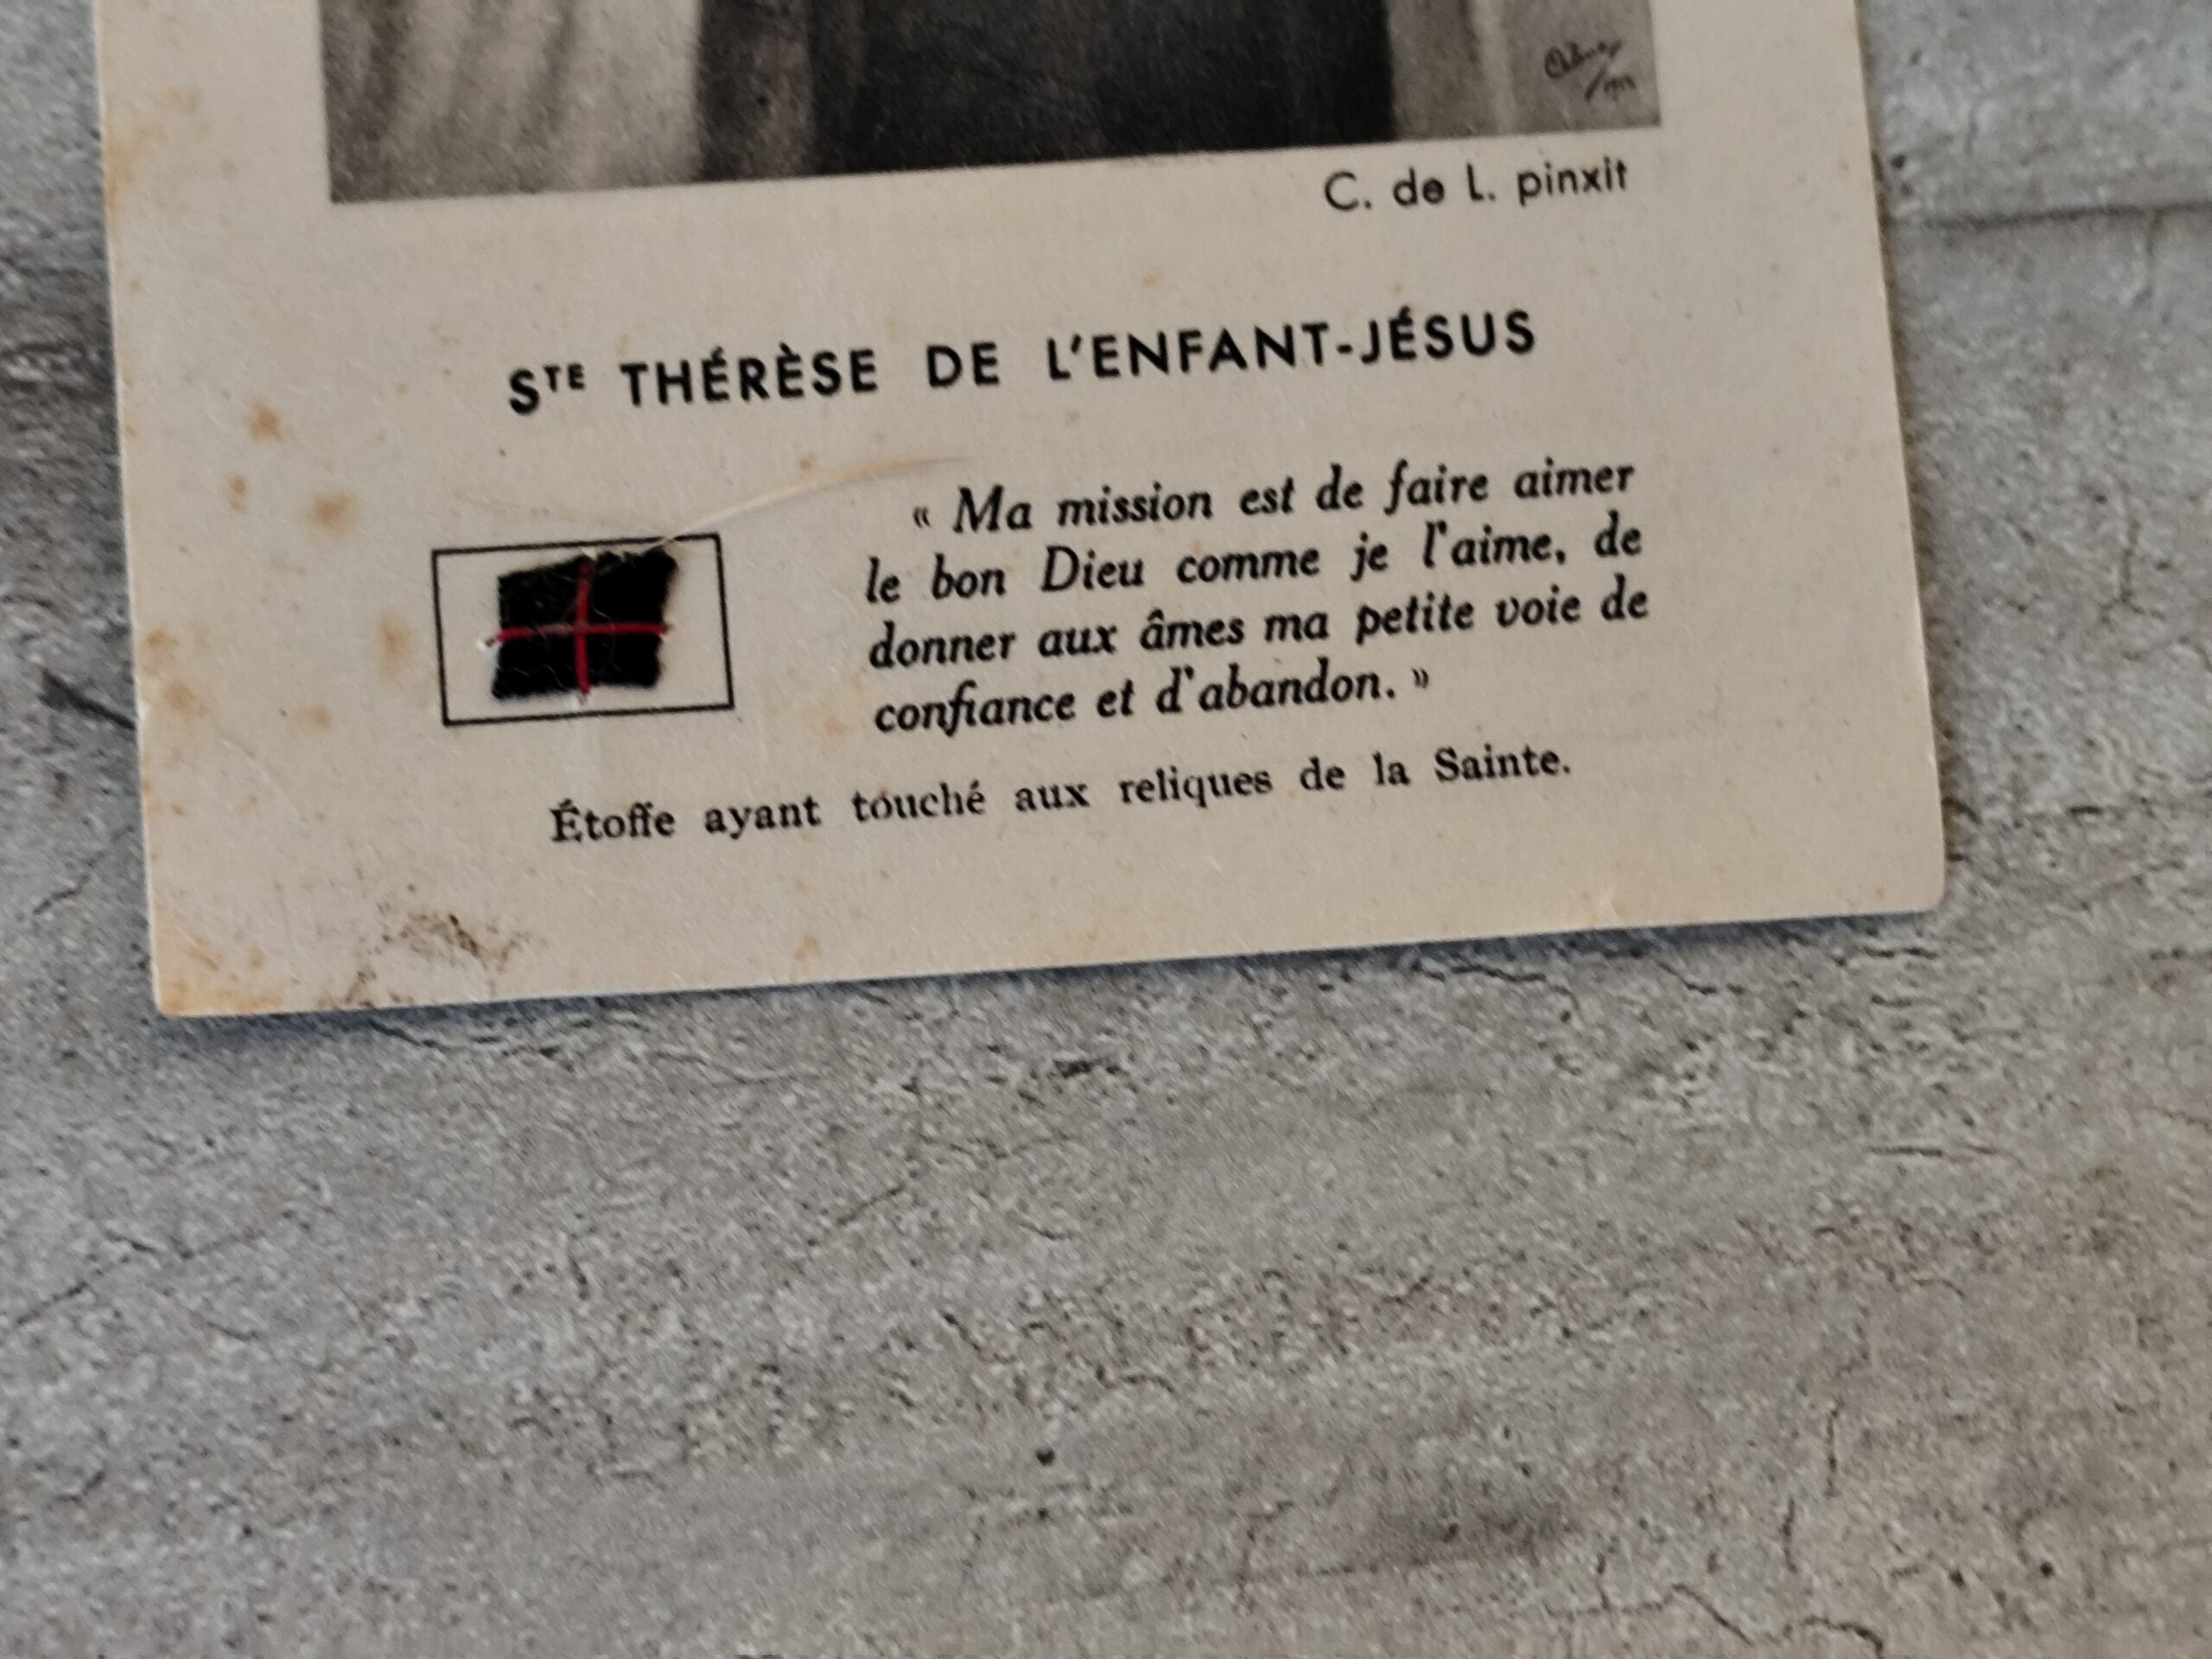 C. de L. pinxit
STE THÉRÈSE DE L'ENFANT-JÉSUS
« Ma mission est de faire aimer
le bon Dieu comme je l'aime, de
donner aux âmes ma petite voie de
confiance et d'abandon. »
Étoffe ayant touché aux reliques de la Sainte.